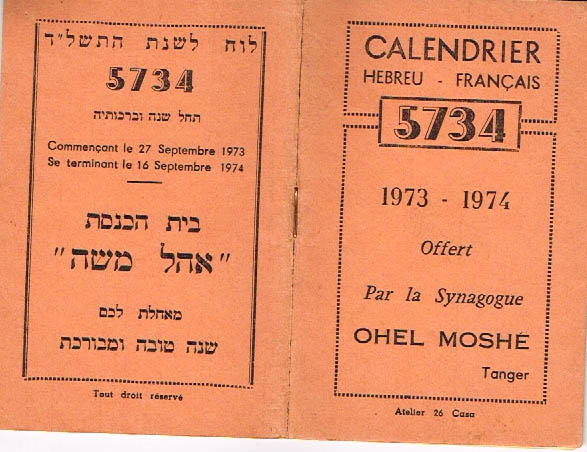 לוח לשנת התשל״ד
5734
תחל שנה וברכותיה
Commençant le 27 Septembre 1973
Se terminant le 16 Septembre 1974
בית הכנסת
"אהל משה"
מאחלת לכם
שנה טובה ומבורכת
Tout droit réservé
CALENDRIER
HEBREU - FRANÇAIS
5734
1973 - 1974
Offert
Par la Synagogue
OHEL MOSHÉ
Tanger
Atelier 26 Casa